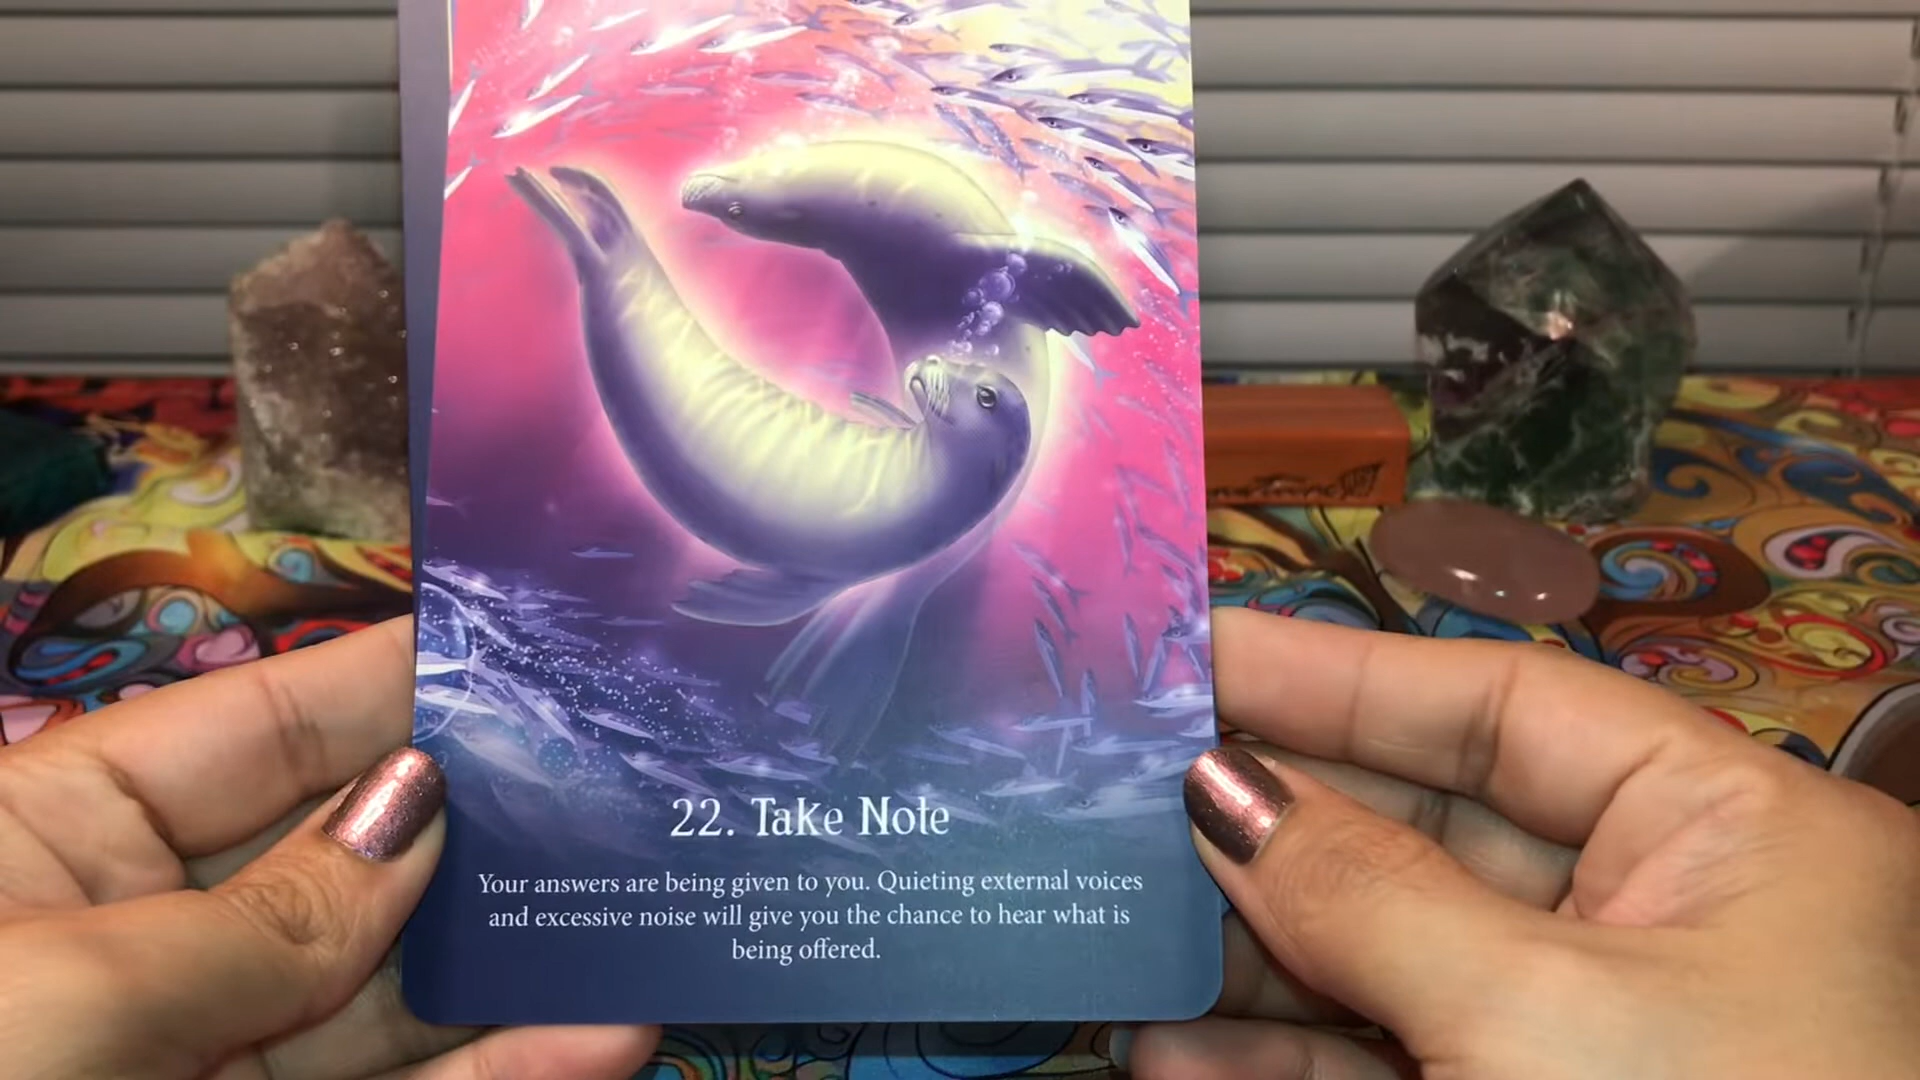 22. Take Note
Your answers are being given to you. Quieting external voices
and excessive noise will give you the chance to hear what is
being offered.